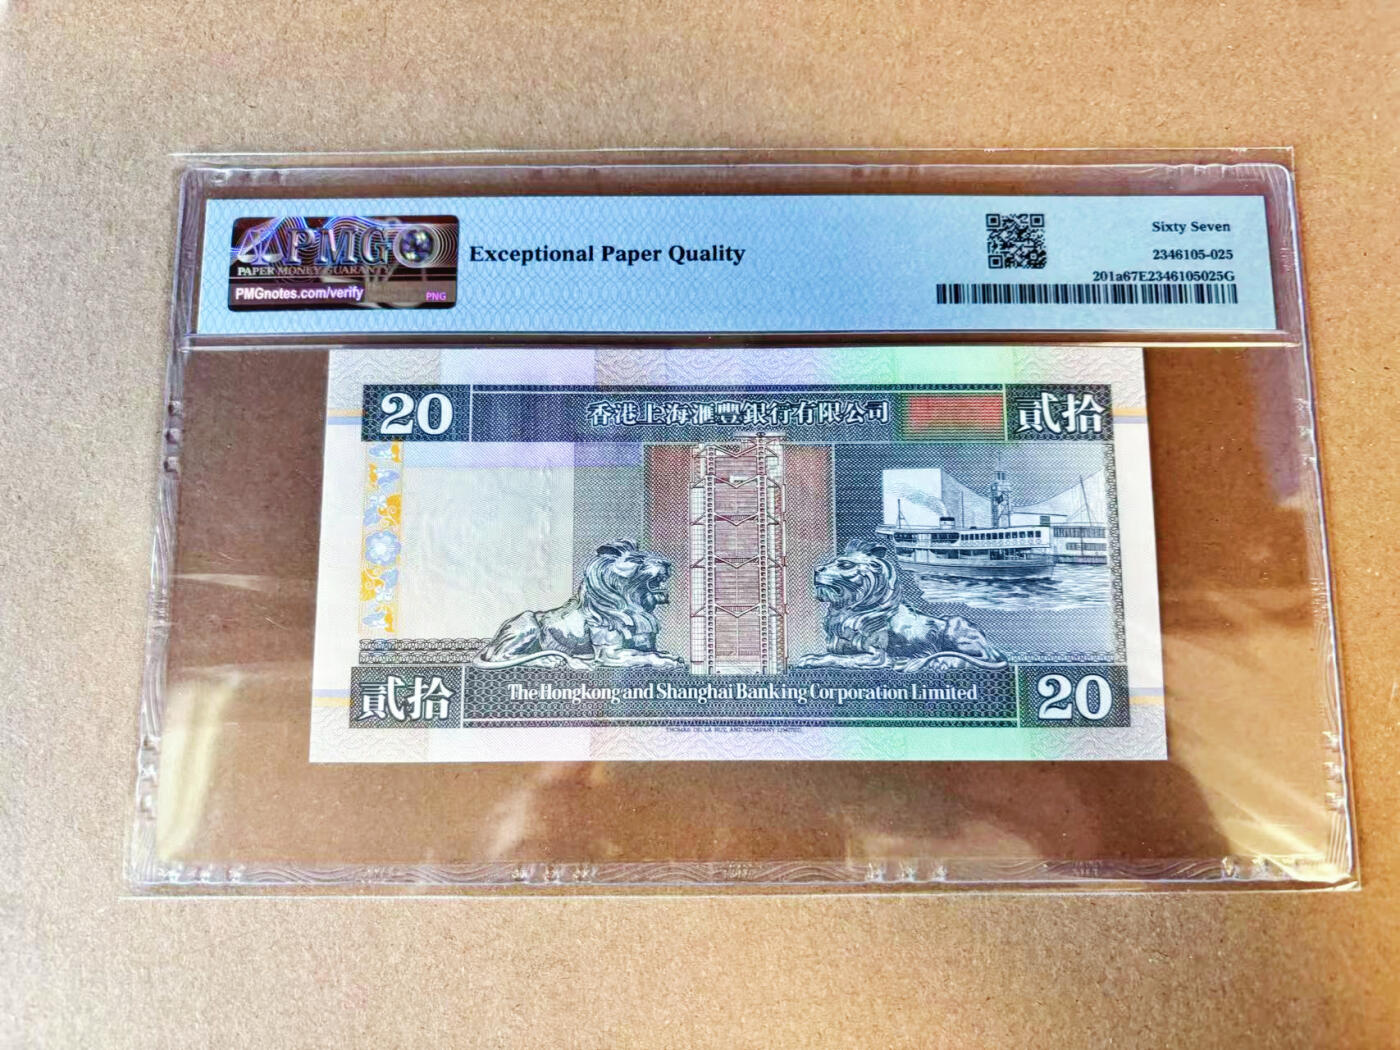 PMG
PAPER MONEY GUARANTY
PMGnotes.com/verify
PNG
Exceptional Paper Quality
Sixty Seven
2346105-025
201a67E2346105025G
20
香港上海滙豐銀行有限公司
貳拾
貳拾
The Hongkong and Shanghai Banking Corporation Limited
20
THOMAS DE LA RUE AND COMPANY LIMITED